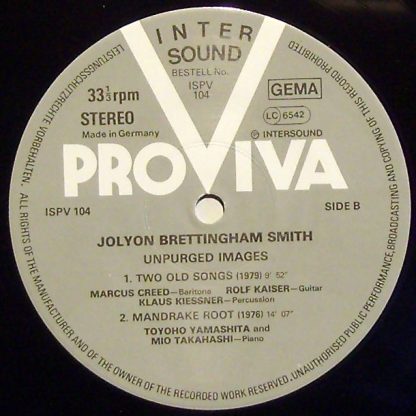 INTER
SOUND
BESTELL No.
ISPV
104
33⅓ rpm
STEREO
Made in Germany
GEMA
LC 6542
℗ INTERSOUND
PROVIVA
ISPV 104
SIDE B
JOLYON BRETTINGHAM SMITH
UNPURGED IMAGES
1. TWO OLD SONGS (1979) 9' 52"
MARCUS CREED—Baritone ROLF KAISER—Guitar
KLAUS KIESSNER—Percussion
2. MANDRAKE ROOT (1976) 14' 07"
TOYOHO YAMASHITA and
MIO TAKAHASHI—Piano
LEISTUNGSSCHUTZRECHTE VORBEHALTEN. ALL RIGHTS OF THE MANUFACTURER AND OF THE OWNER OF THE RECORDED WORK RESERVED. UNAUTHORISED PUBLIC PERFORMANCE, BROADCASTING AND COPYING OF THIS RECORD PROHIBITED